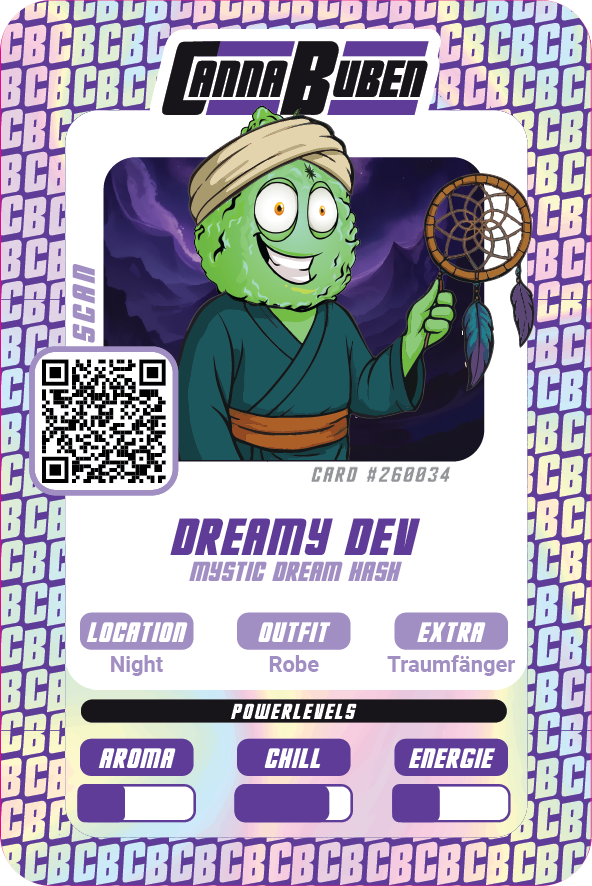 CANNABUBEN
SCAN
CARD #260034
DREAMY DEV
MYSTIC DREAM HASH
LOCATION OUTFIT EXTRA
Night Robe Traumfänger
POWERLEVELS
AROMA CHILL ENERGIE